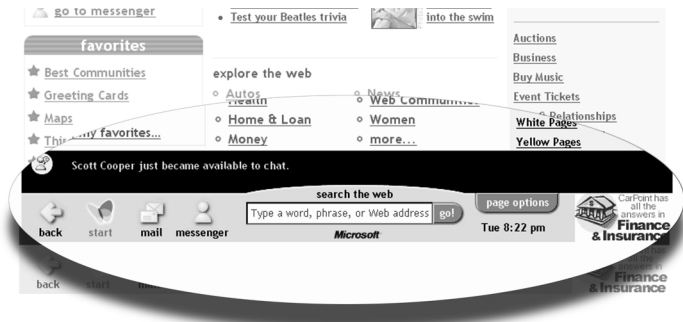 go to messenger
Test your Beatles trivia
into the swim
favorites
Best Communities
Greeting Cards
Maps
my favorites...
explore the web
Autos
News
Health
Web Communities
Home & Loan
Women
Money
more...
Auctions
Business
Buy Music
Event Tickets
& Relationships
White Pages
Yellow Pages
Scott Cooper just became available to chat.
back
start
mail
messenger
search the web
Type a word, phrase, or Web address
go!
Microsoft
page options
Tue 8:22 pm
CarPoint has
all the
answers in
Finance
& Insurance
back
start
answers in
Finance
& Insurance